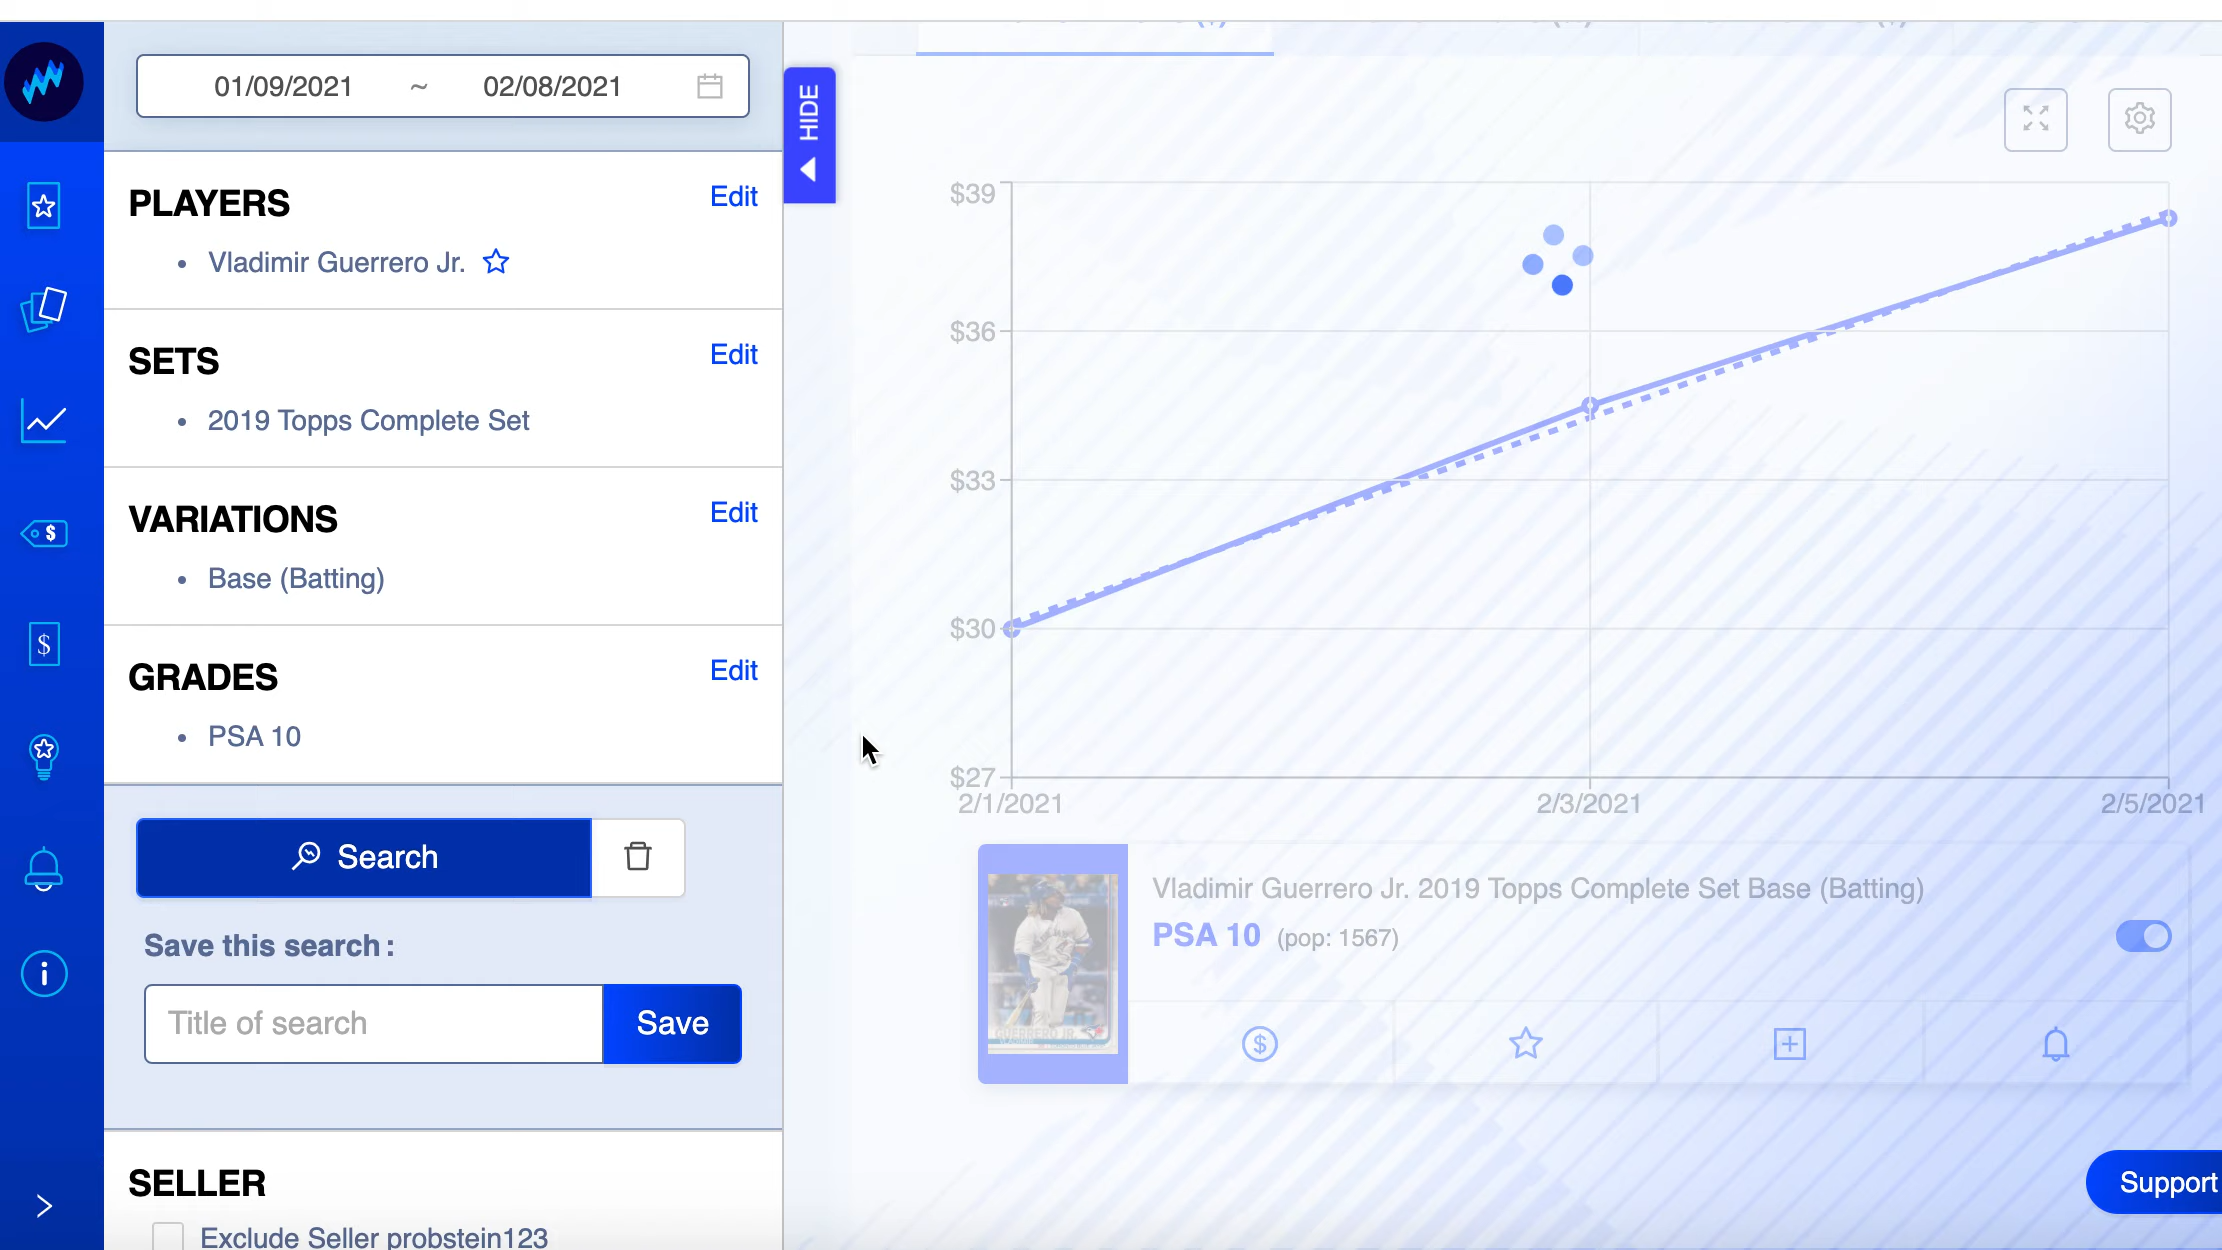 01/09/2021 ~ 02/08/2021
HIDE
PLAYERS
Edit
Vladimir Guerrero Jr.
SETS
Edit
2019 Topps Complete Set
VARIATIONS
Edit
Base (Batting)
GRADES
Edit
PSA 10
Search
Save this search :
Title of search
Save
SELLER
Exclude Seller probstein123
$39
$36
$33
$30
$27
2/1/2021
2/3/2021
2/5/2021
Vladimir Guerrero Jr. 2019 Topps Complete Set Base (Batting)
PSA 10 (pop: 1567)
GUERRERO JR.
VLADIMIR
Support